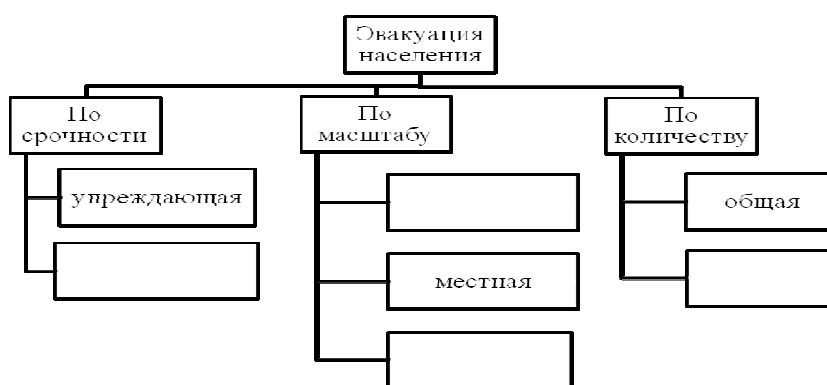 Эвакуация
населения
По
срочности
По
масштабу
По
количеству
упреждающая
общая
местная